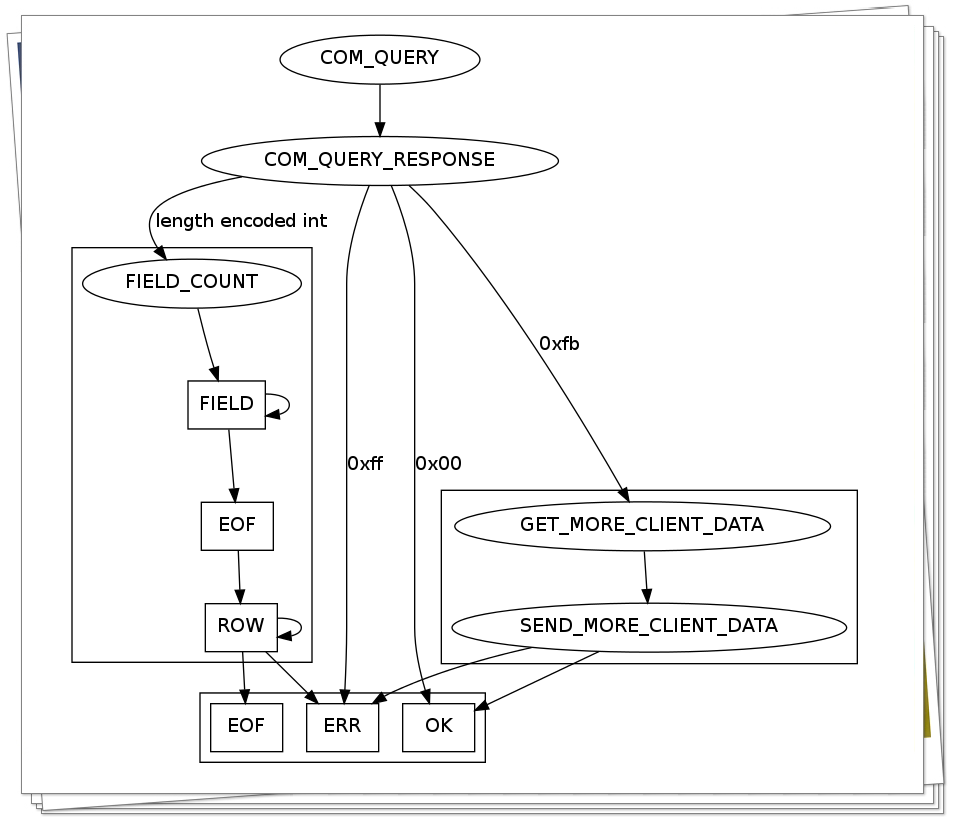 COM_QUERY
COM_QUERY_RESPONSE
length encoded int
FIELD_COUNT
0xfb
FIELD
0xff
0x00
EOF
GET_MORE_CLIENT_DATA
ROW
SEND_MORE_CLIENT_DATA
EOF
ERR
OK